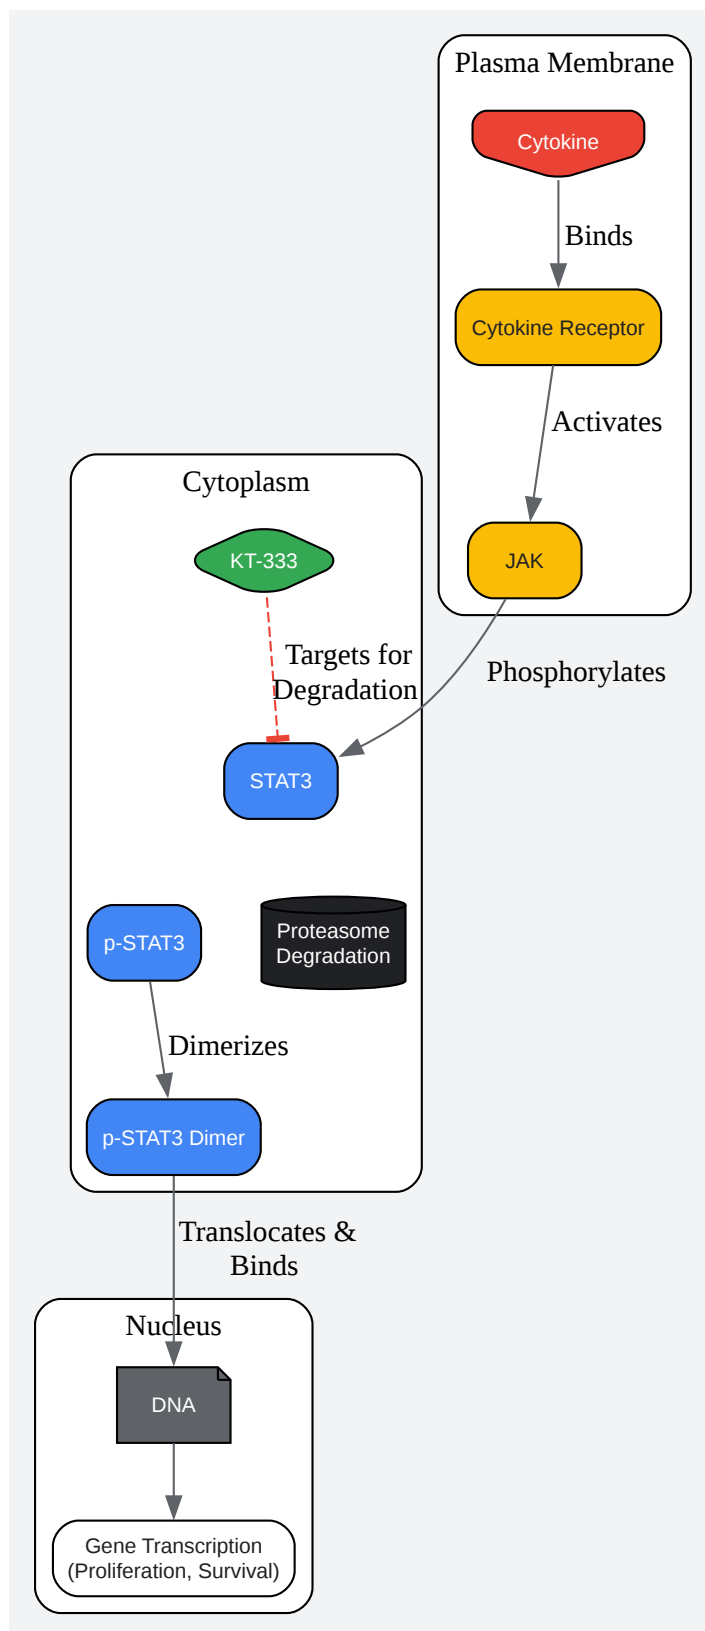 Plasma Membrane
Cytokine
Binds
Cytokine Receptor
Activates
Cytoplasm
KT-333
JAK
Targets for
Degradation
Phosphorylates
STAT3
p-STAT3
Proteasome
Degradation
Dimerizes
p-STAT3 Dimer
Translocates &
Binds
Nucleus
DNA
Gene Transcription
(Proliferation, Survival)